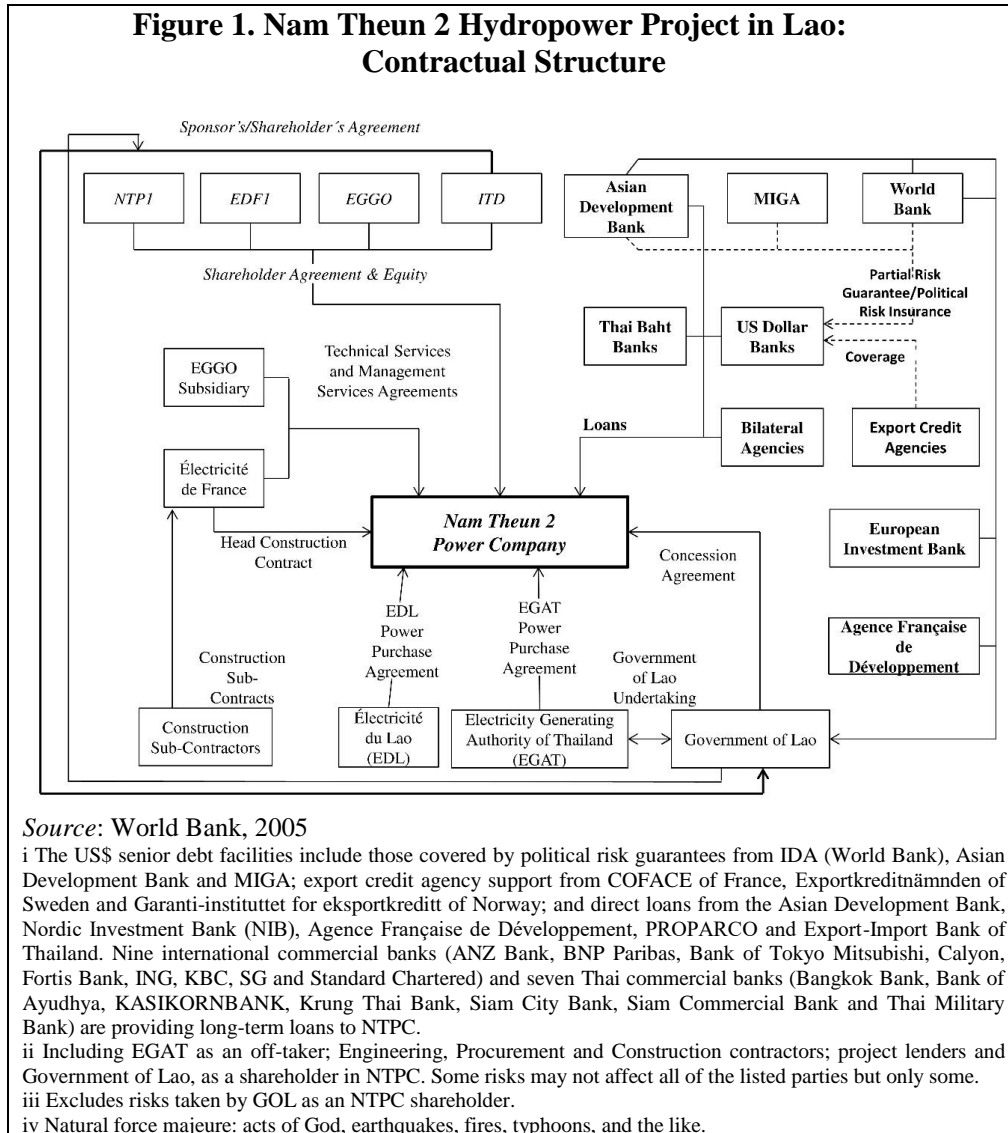 Figure 1. Nam Theun 2 Hydropower Project in Lao:
Contractual Structure
Sponsor's/Shareholder´s Agreement
NTP1
EDF1
EGGO
ITD
Asian
Development
Bank
MIGA
World
Bank
Shareholder Agreement & Equity
Partial Risk
Guarantee/Political
Risk Insurance
Thai Baht
Banks
US Dollar
Banks
Coverage
EGGO
Subsidiary
Technical Services
and Management
Services Agreements
Loans
Bilateral
Agencies
Export Credit
Agencies
Électricité
de France
Nam Theun 2
Power Company
Head Construction
Contract
Concession
Agreement
European
Investment Bank
EDL
Power
Purchase
Agreement
EGAT
Power
Purchase
Agreement
Agence Française
de
Développement
Construction
Sub-
Contracts
Government
of Lao
Undertaking
Construction
Sub-Contractors
Électricité
du Lao
(EDL)
Electricity Generating
Authority of Thailand
(EGAT)
Government of Lao
Source: World Bank, 2005
i The US$ senior debt facilities include those covered by political risk guarantees from IDA (World Bank), Asian
Development Bank and MIGA; export credit agency support from COFACE of France, Exportkreditnämnden of
Sweden and Garanti-instituttet for eksportkreditt of Norway; and direct loans from the Asian Development Bank,
Nordic Investment Bank (NIB), Agence Française de Développement, PROPARCO and Export-Import Bank of
Thailand. Nine international commercial banks (ANZ Bank, BNP Paribas, Bank of Tokyo Mitsubishi, Calyon,
Fortis Bank, ING, KBC, SG and Standard Chartered) and seven Thai commercial banks (Bangkok Bank, Bank of
Ayudhya, KASIKORNBANK, Krung Thai Bank, Siam City Bank, Siam Commercial Bank and Thai Military
Bank) are providing long-term loans to NTPC.
ii Including EGAT as an off-taker; Engineering, Procurement and Construction contractors; project lenders and
Government of Lao, as a shareholder in NTPC. Some risks may not affect all of the listed parties but only some.
iii Excludes risks taken by GOL as an NTPC shareholder.
iv Natural force majeure: acts of God, earthquakes, fires, typhoons, and the like.